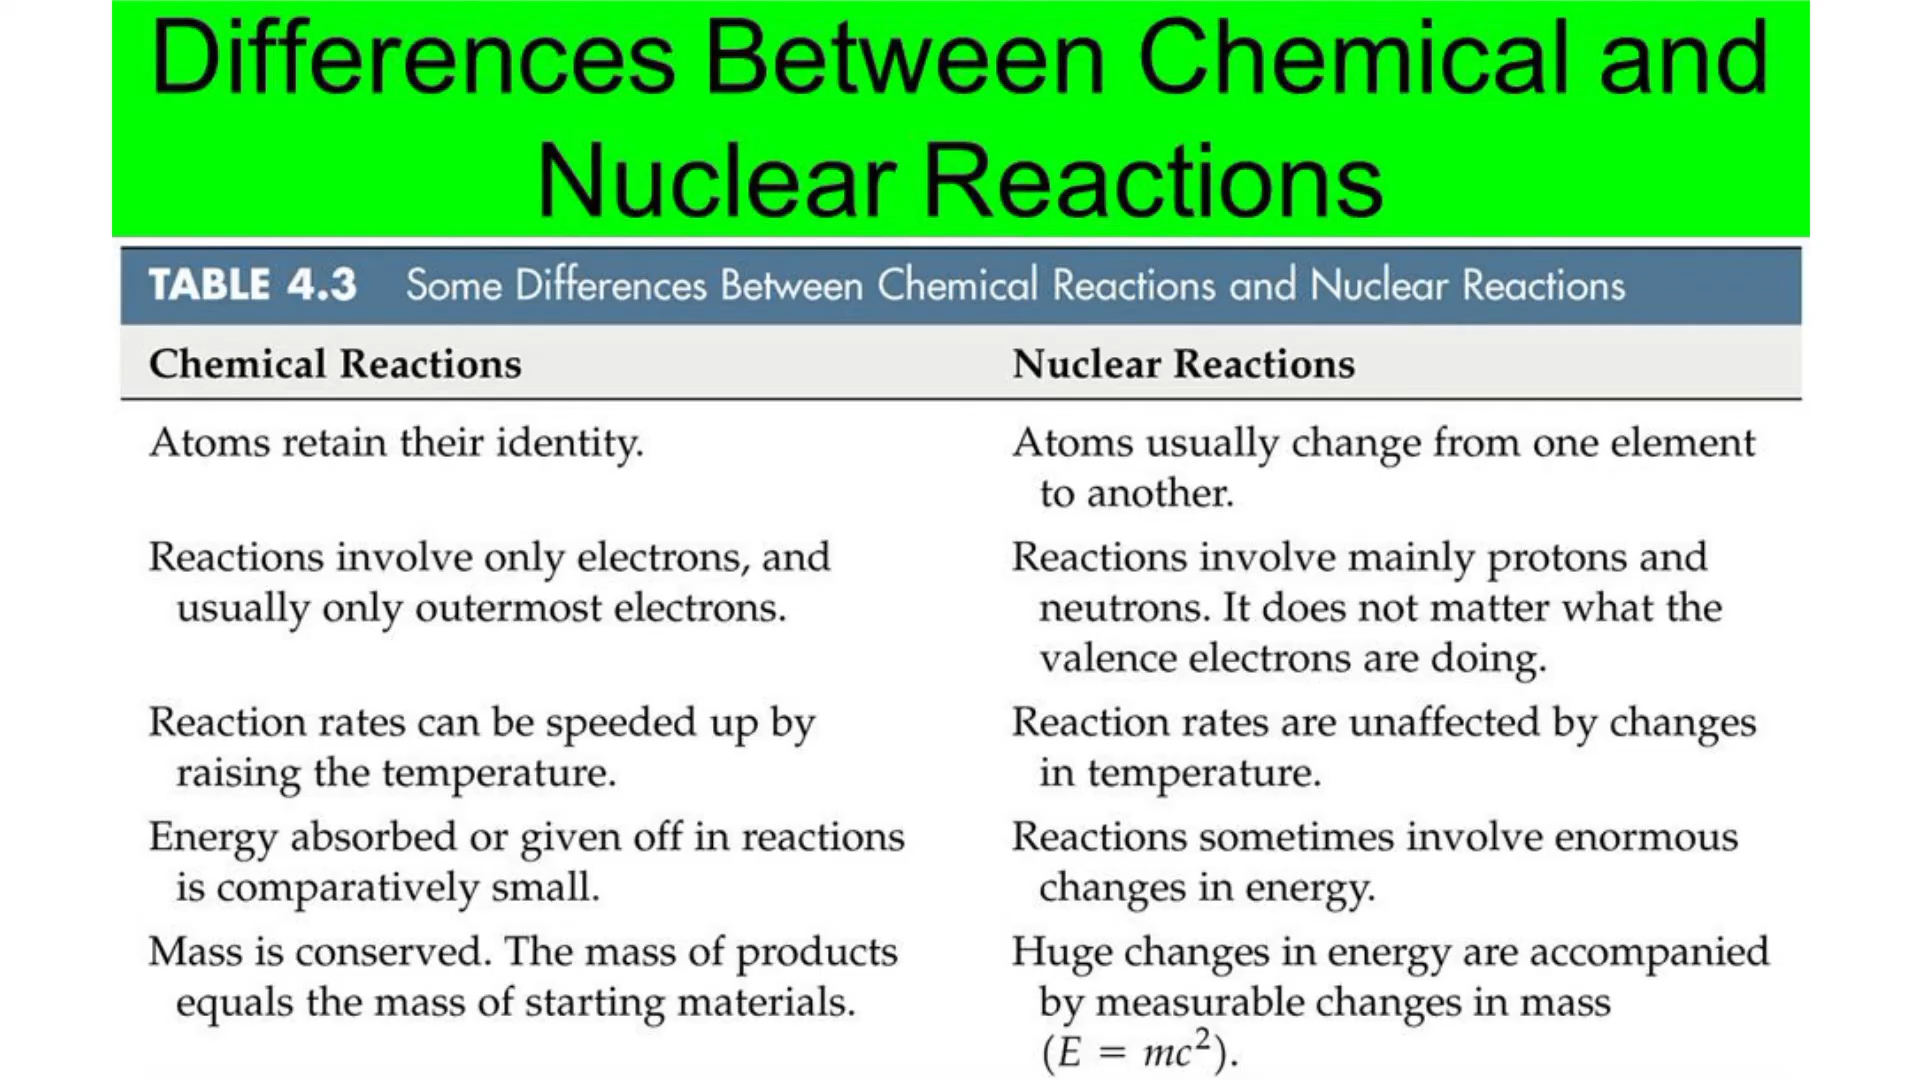 Differences Between Chemical and
Nuclear Reactions
TABLE 4.3 Some Differences Between Chemical Reactions and Nuclear Reactions
Chemical Reactions
Nuclear Reactions
Atoms retain their identity.
Atoms usually change from one element
to another.
Reactions involve only electrons, and
usually only outermost electrons.
Reactions involve mainly protons and
neutrons. It does not matter what the
valence electrons are doing.
Reaction rates can be speeded up by
raising the temperature.
Reaction rates are unaffected by changes
in temperature.
Energy absorbed or given off in reactions
is comparatively small.
Reactions sometimes involve enormous
changes in energy.
Mass is conserved. The mass of products
equals the mass of starting materials.
Huge changes in energy are accompanied
by measurable changes in mass
(E = mc²).